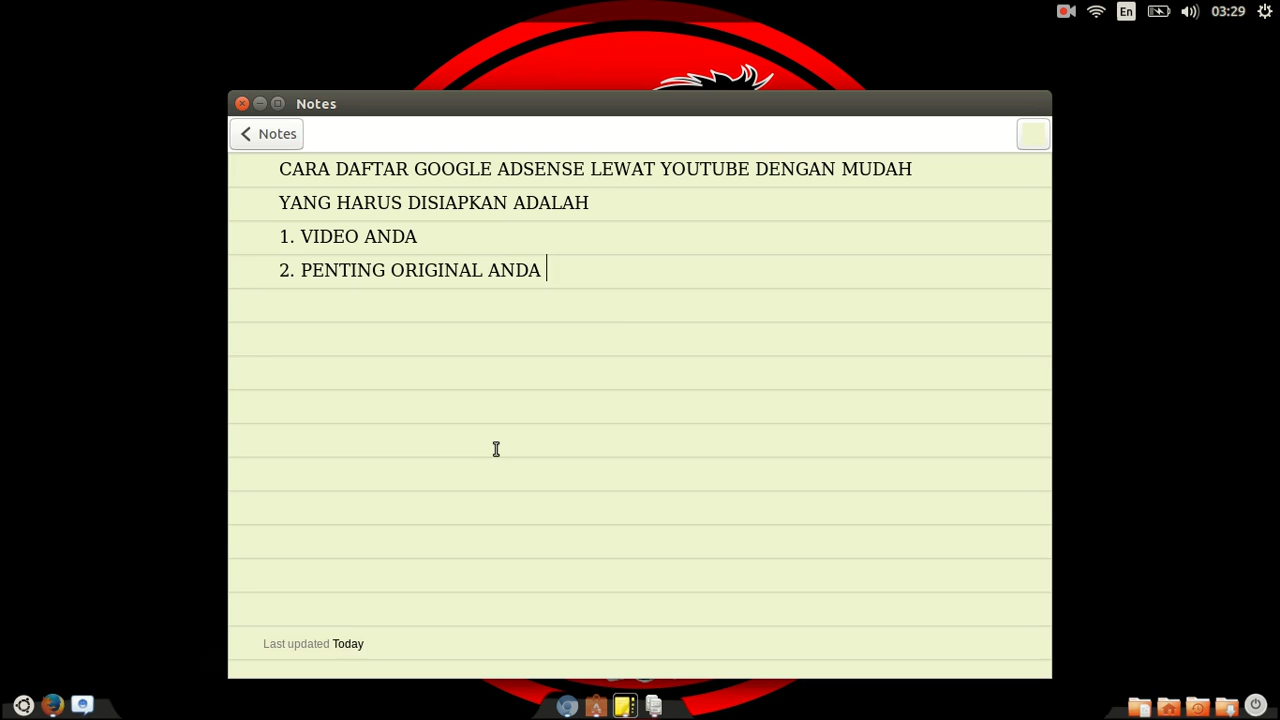 En
03:29
Notes
Notes
CARA DAFTAR GOOGLE ADSENSE LEWAT YOUTUBE DENGAN MUDAH
YANG HARUS DISIAPKAN ADALAH
1. VIDEO ANDA
2. PENTING ORIGINAL ANDA
Last updated Today